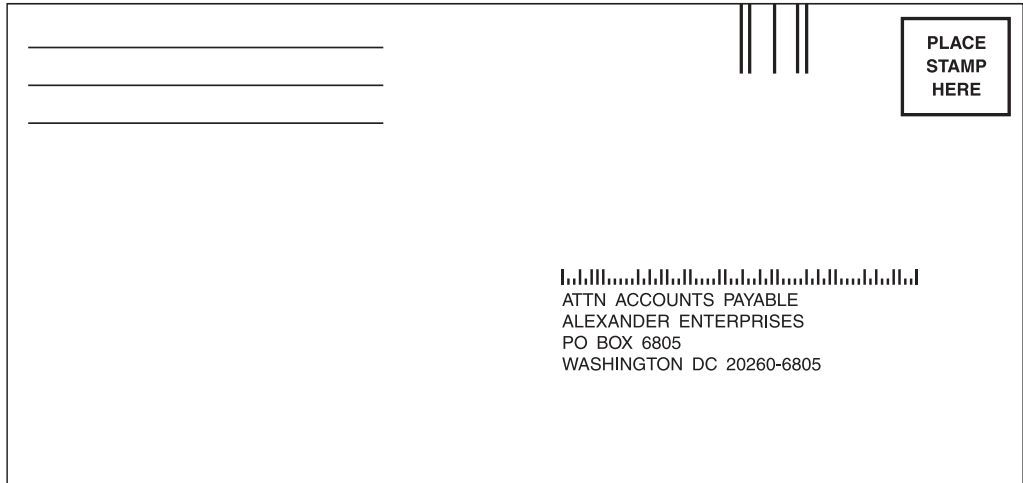 PLACE
STAMP
HERE
ATTN ACCOUNTS PAYABLE
ALEXANDER ENTERPRISES
PO BOX 6805
WASHINGTON DC 20260-6805